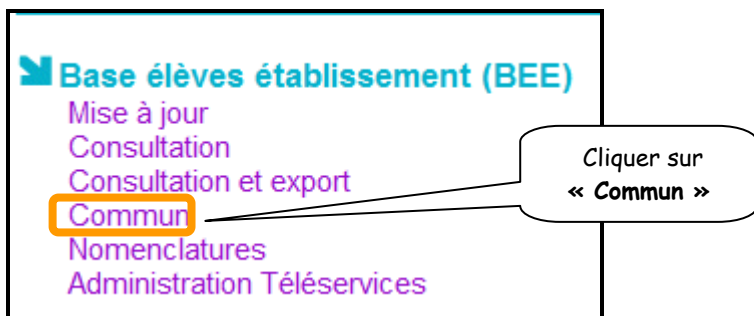 Base élèves établissement (BEE)
Mise à jour
Consultation
Consultation et export
Commun
Nomenclatures
Administration Téléservices
Cliquer sur
« Commun »